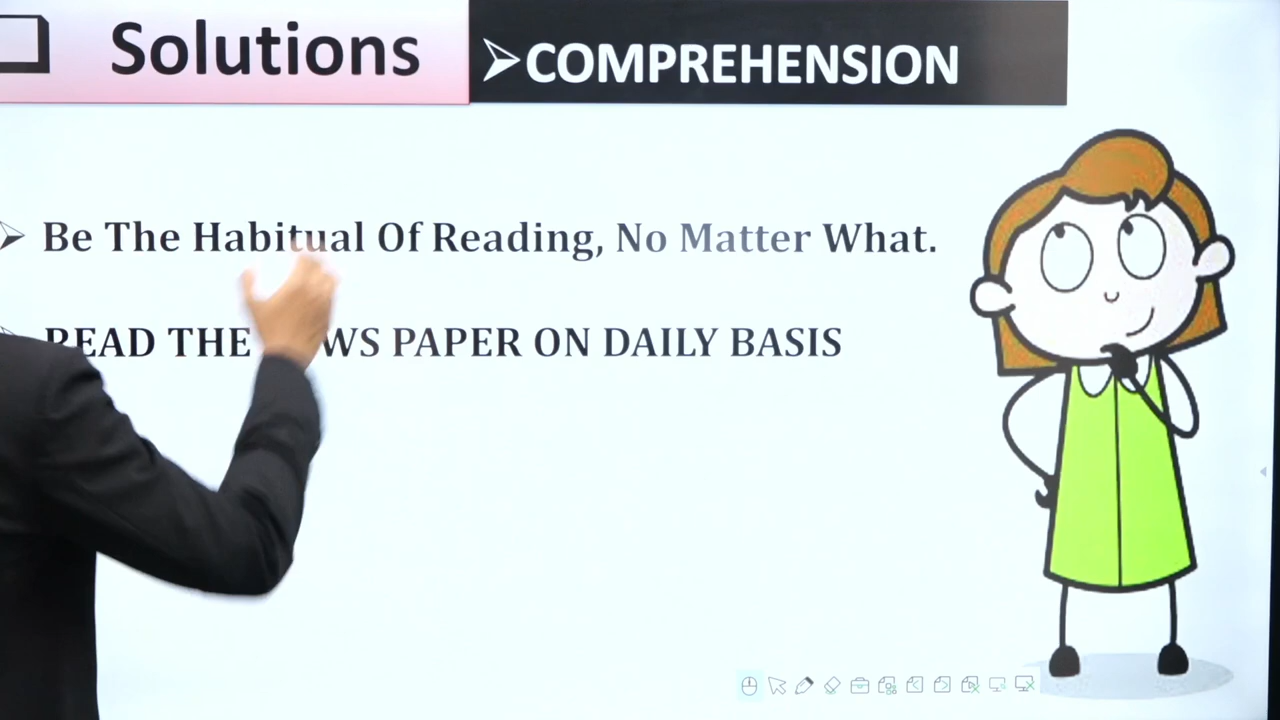 Solutions
COMPREHENSION
Be The Habitual Of Reading, No Matter What.
READ THE PAPER ON DAILY BASIS